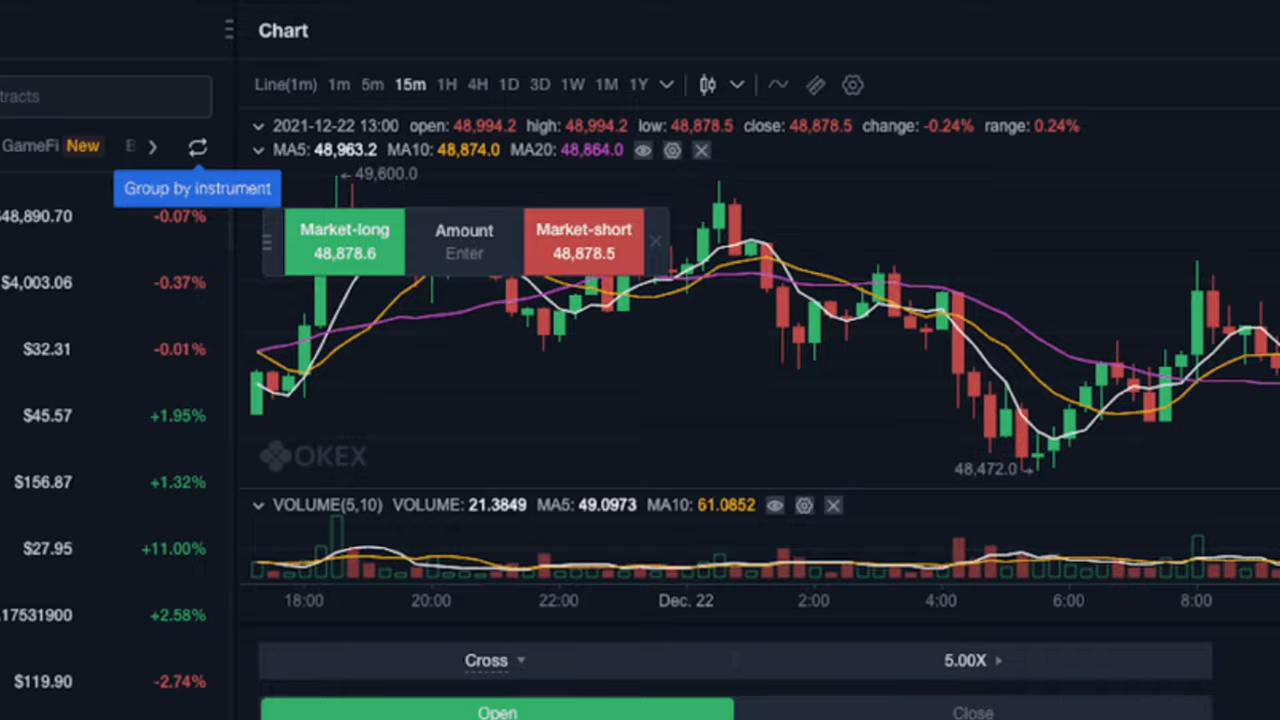 Chart
tracts
Line(1m) 1m 5m 15m 1H 4H 1D 3D 1W 1M 1Y
2021-12-22 13:00 open: 48,994.2 high: 48,994.2 low: 48,878.5 close: 48,878.5 change: -0.24% range: 0.24%
GameFi New B
MA5: 48,963.2 MA10: 48,874.0 MA20: 48,864.0
49,600.0
Group by instrument
$48,890.70 -0.07%
Market-long Amount Market-short
48,878.6 Enter 48,878.5
$4,003.06 -0.37%
$32.31 -0.01%
$45.57 +1.95%
OKEX
48,472.0
$156.87 +1.32%
VOLUME(5,10) VOLUME: 21.3849 MA5: 49.0973 MA10: 61.0852
$27.95 +11.00%
18:00 20:00 22:00 Dec. 22 2:00 4:00 6:00 8:00
.17531900 +2.58%
Cross 5.00X
$119.90 -2.74%
Open Close